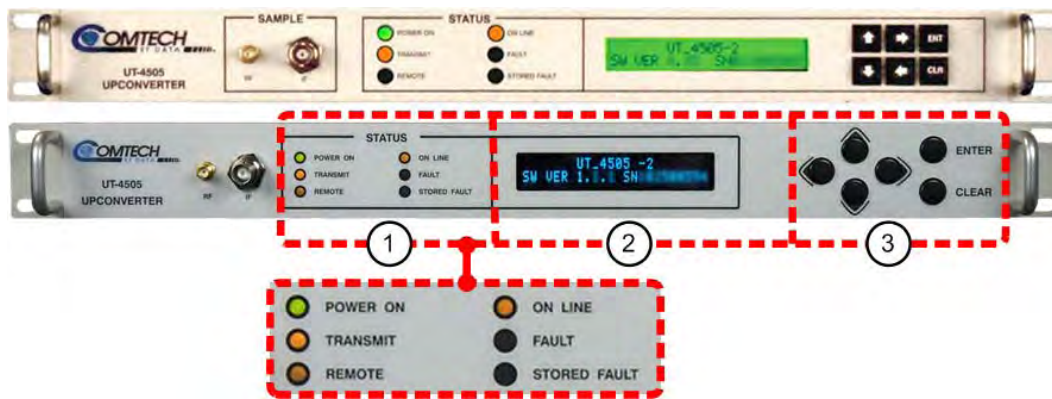 COMTECH
EF DATA
UT-4505
UPCONVERTER
SAMPLE
RF
IF
STATUS
POWER ON
TRANSMIT
REMOTE
ON LINE
FAULT
STORED FAULT
UT_4505-2
SW VER SN
ENT
CLR
COMTECH
EF DATA
UT-4505
UPCONVERTER
RF
IF
STATUS
POWER ON
TRANSMIT
REMOTE
ON LINE
FAULT
STORED FAULT
UT_4505 -2
SW VER 1. SN
ENTER
CLEAR
1
2
3
POWER ON
TRANSMIT
REMOTE
ON LINE
FAULT
STORED FAULT